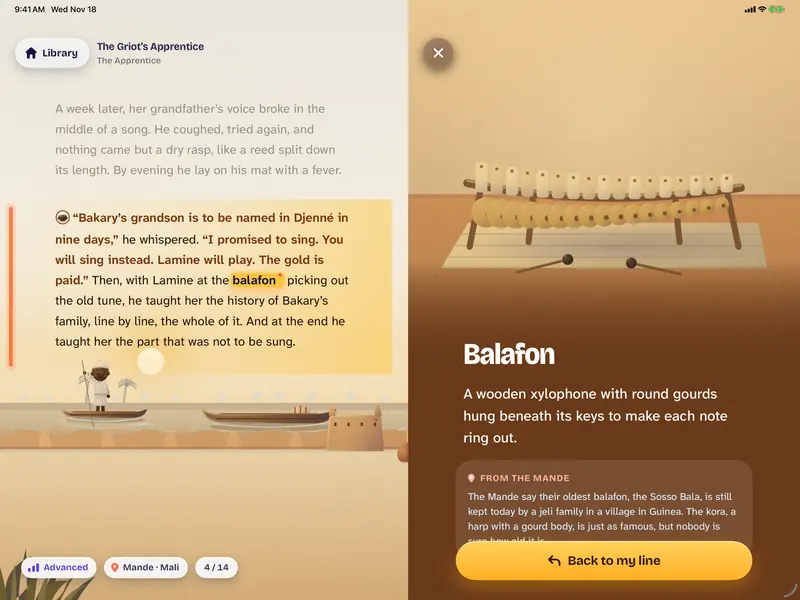 9:41 AM Wed Nov 18
Library
The Griot's Apprentice
The Apprentice
A week later, her grandfather's voice broke in the
middle of a song. He coughed, tried again, and
nothing came but a dry rasp, like a reed split down
its length. By evening he lay on his mat with a fever.
“Bakary's grandson is to be named in Djenné in
nine days,” he whispered. “I promised to sing. You
will sing instead. Lamine will play. The gold is
paid.” Then, with Lamine at the balafon picking out
the old tune, he taught her the history of Bakary's
family, line by line, the whole of it. And at the end he
taught her the part that was not to be sung.
Advanced
Mande · Mali
4 / 14
Balafon
A wooden xylophone with round gourds
hung beneath its keys to make each note
ring out.
FROM THE MANDE
The Mande say their oldest balafon, the Sosso Bala, is still
kept today by a jeli family in a village in Guinea. The kora, a
harp with a gourd body, is just as famous, but nobody is
sure how old it is.
Back to my line